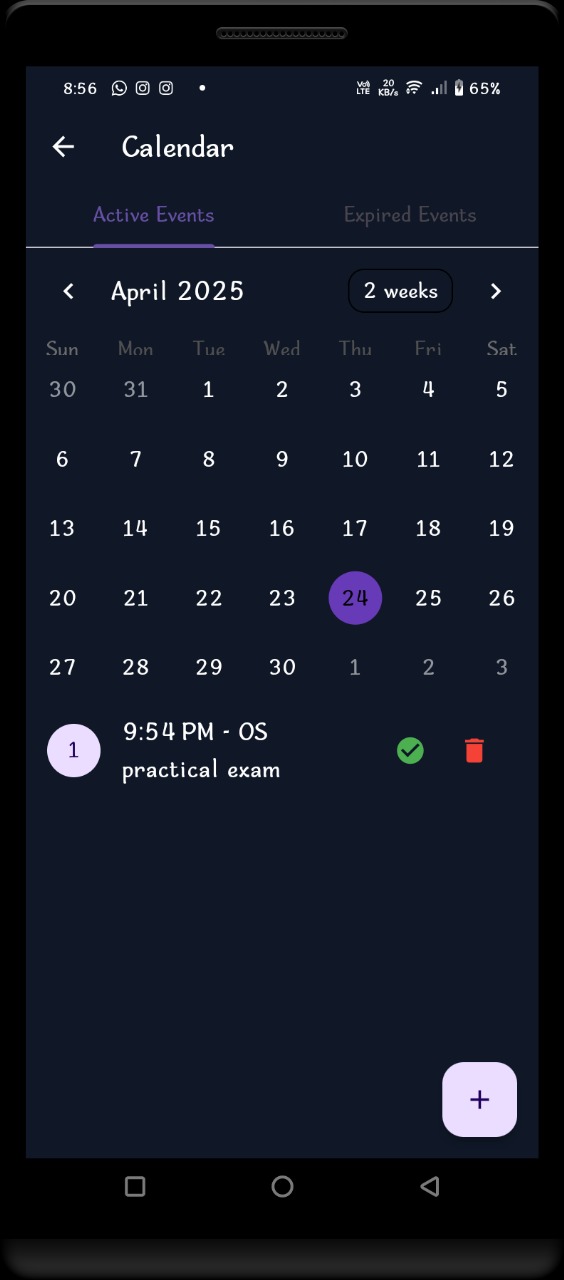 8:56 VoD LTE 20 KB/s 65%
Calendar
Active Events Expired Events
April 2025 2 weeks
Sun Mon Tue Wed Thu Fri Sat
30 31 1 2 3 4 5
6 7 8 9 10 11 12
13 14 15 16 17 18 19
20 21 22 23 24 25 26
27 28 29 30 1 2 3
1 9:54 PM - OS
practical exam
+